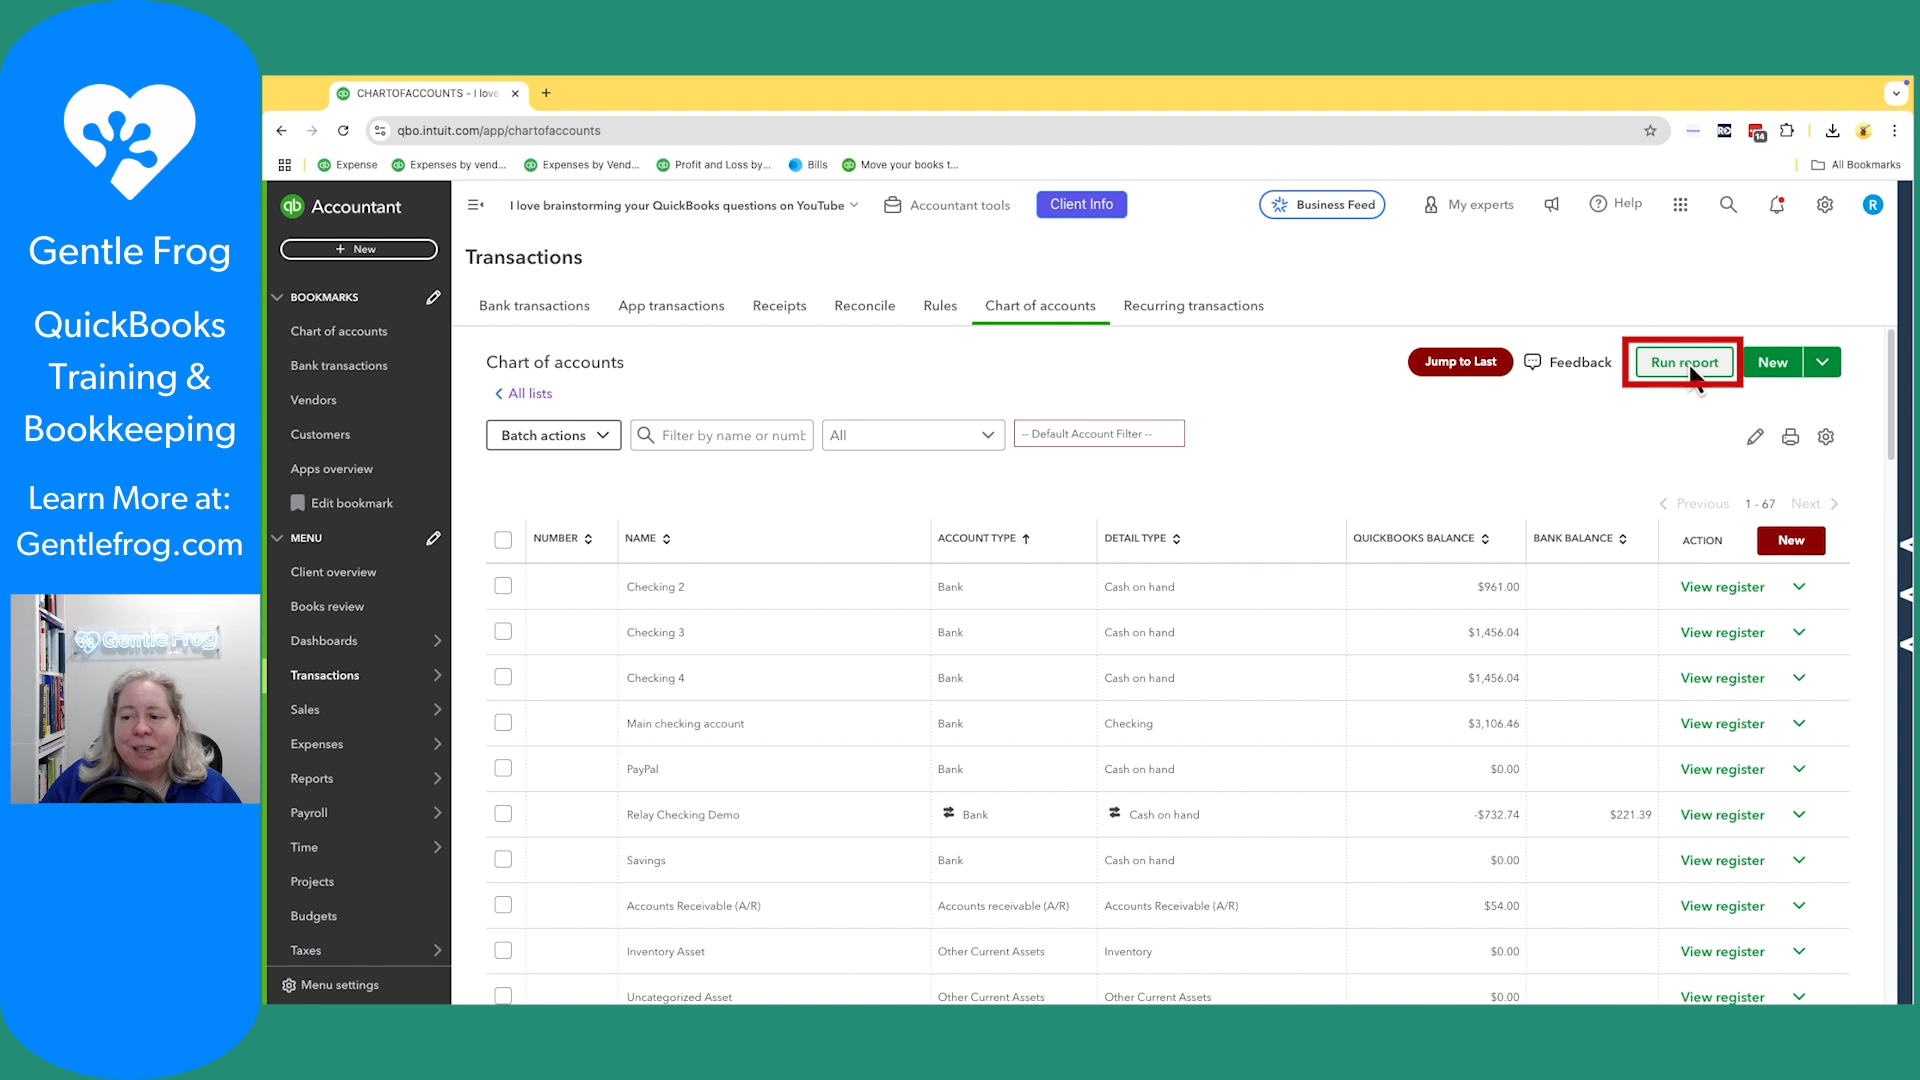 Gentle Frog
QuickBooks
Training &
Bookkeeping
Learn More at:
Gentlefrog.com
Gentle Frog
CHARTOFACCOUNTS - I love
qbo.intuit.com/app/chartofaccounts
14
Expense
Expenses by vend...
Expenses by Vend...
Profit and Loss by...
Bills
Move your books t...
All Bookmarks
qb Accountant
I love brainstorming your QuickBooks questions on YouTube
Accountant tools
Client Info
Business Feed
My experts
Help
R
+ New
BOOKMARKS
Chart of accounts
Bank transactions
Vendors
Customers
Apps overview
Edit bookmark
MENU
Client overview
Books review
Dashboards
Transactions
Sales
Expenses
Reports
Payroll
Time
Projects
Budgets
Taxes
Menu settings
Transactions
Bank transactions
App transactions
Receipts
Reconcile
Rules
Chart of accounts
Recurring transactions
Chart of accounts
All lists
Jump to Last
Feedback
Run report
New
Batch actions
Filter by name or numb
All
-- Default Account Filter --
Previous 1 - 67 Next
NUMBER NAME ACCOUNT TYPE DETAIL TYPE QUICKBOOKS BALANCE BANK BALANCE ACTION New
Checking 2 Bank Cash on hand $961.00 View register
Checking 3 Bank Cash on hand $1,456.04 View register
Checking 4 Bank Cash on hand $1,456.04 View register
Main checking account Bank Checking $3,106.46 View register
PayPal Bank Cash on hand $0.00 View register
Relay Checking Demo Bank Cash on hand -$732.74 $221.39 View register
Savings Bank Cash on hand $0.00 View register
Accounts Receivable (A/R) Accounts receivable (A/R) Accounts Receivable (A/R) $54.00 View register
Inventory Asset Other Current Assets Inventory $0.00 View register
Uncategorized Asset Other Current Assets Other Current Assets $0.00 View register